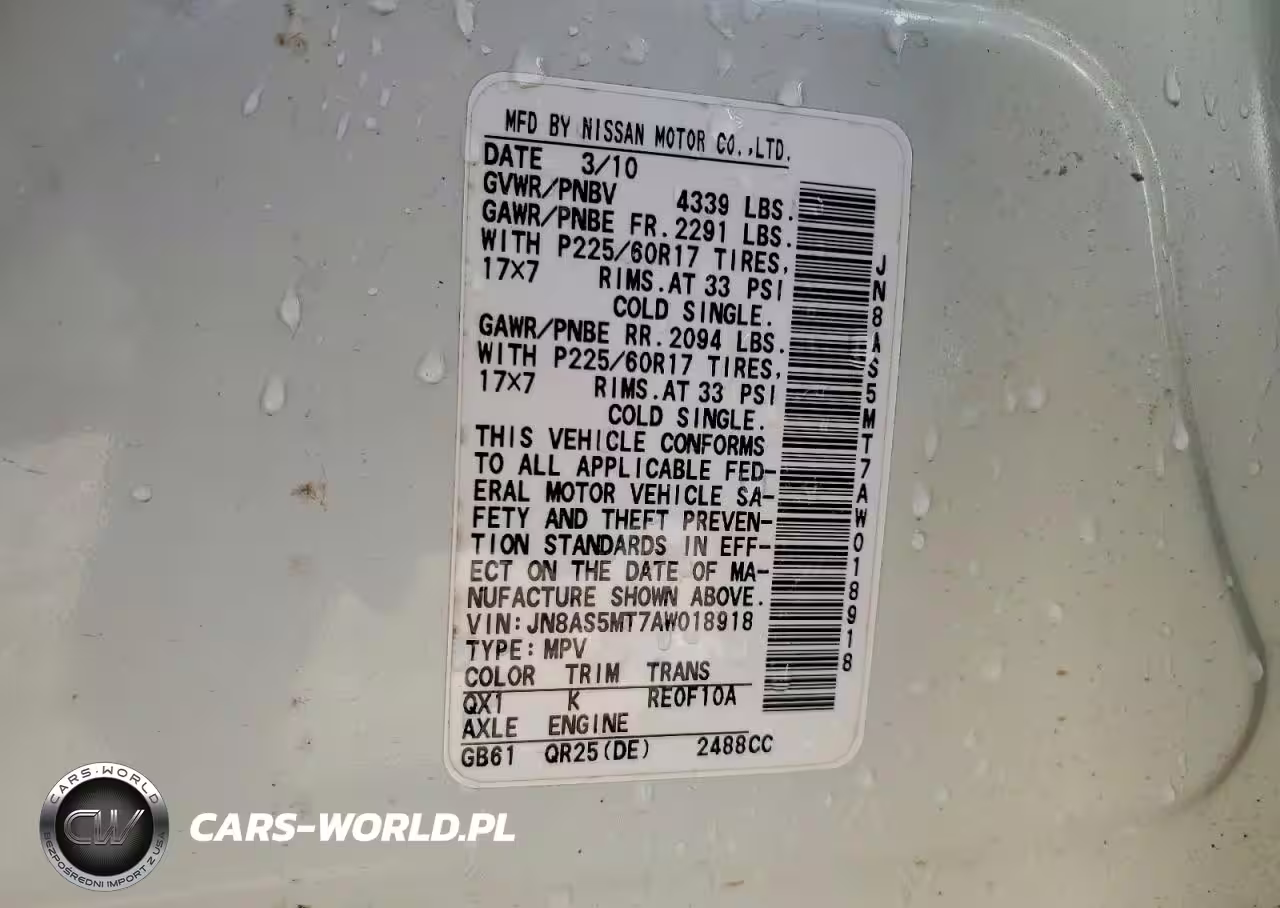 MFD BY NISSAN MOTOR CO.,LTD.
DATE 3/10
GVWR/PNBV 4339 LBS.
GAWR/PNBE FR.2291 LBS.
WITH P225/60R17 TIRES,
17×7 RIMS.AT 33 PSI
COLD SINGLE.
GAWR/PNBE RR.2094 LBS.
WITH P225/60R17 TIRES,
17×7 RIMS.AT 33 PSI
COLD SINGLE.
THIS VEHICLE CONFORMS
TO ALL APPLICABLE FED-
ERAL MOTOR VEHICLE SA-
FETY AND THEFT PREVEN-
TION STANDARDS IN EFF-
ECT ON THE DATE OF MA-
NUFACTURE SHOWN ABOVE.
VIN:JN8AS5MT7AW018918
TYPE:MPV
COLOR TRIM TRANS
QX1 K RE0F10A
AXLE ENGINE
GB61 QR25(DE) 2488CC
JN8AS5MT7AW018918
CARS-WORLD
CW
BEZPOŚREDNI IMPORT Z USA
CARS-WORLD.PL